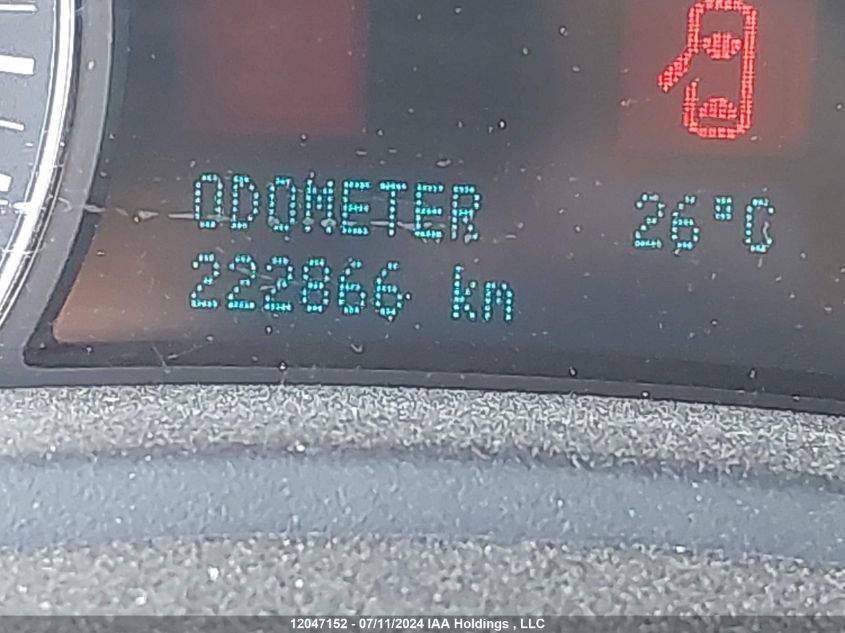 ODOMETER 26°C
222866 km
12047152 - 07/11/2024 IAA Holdings , LLC